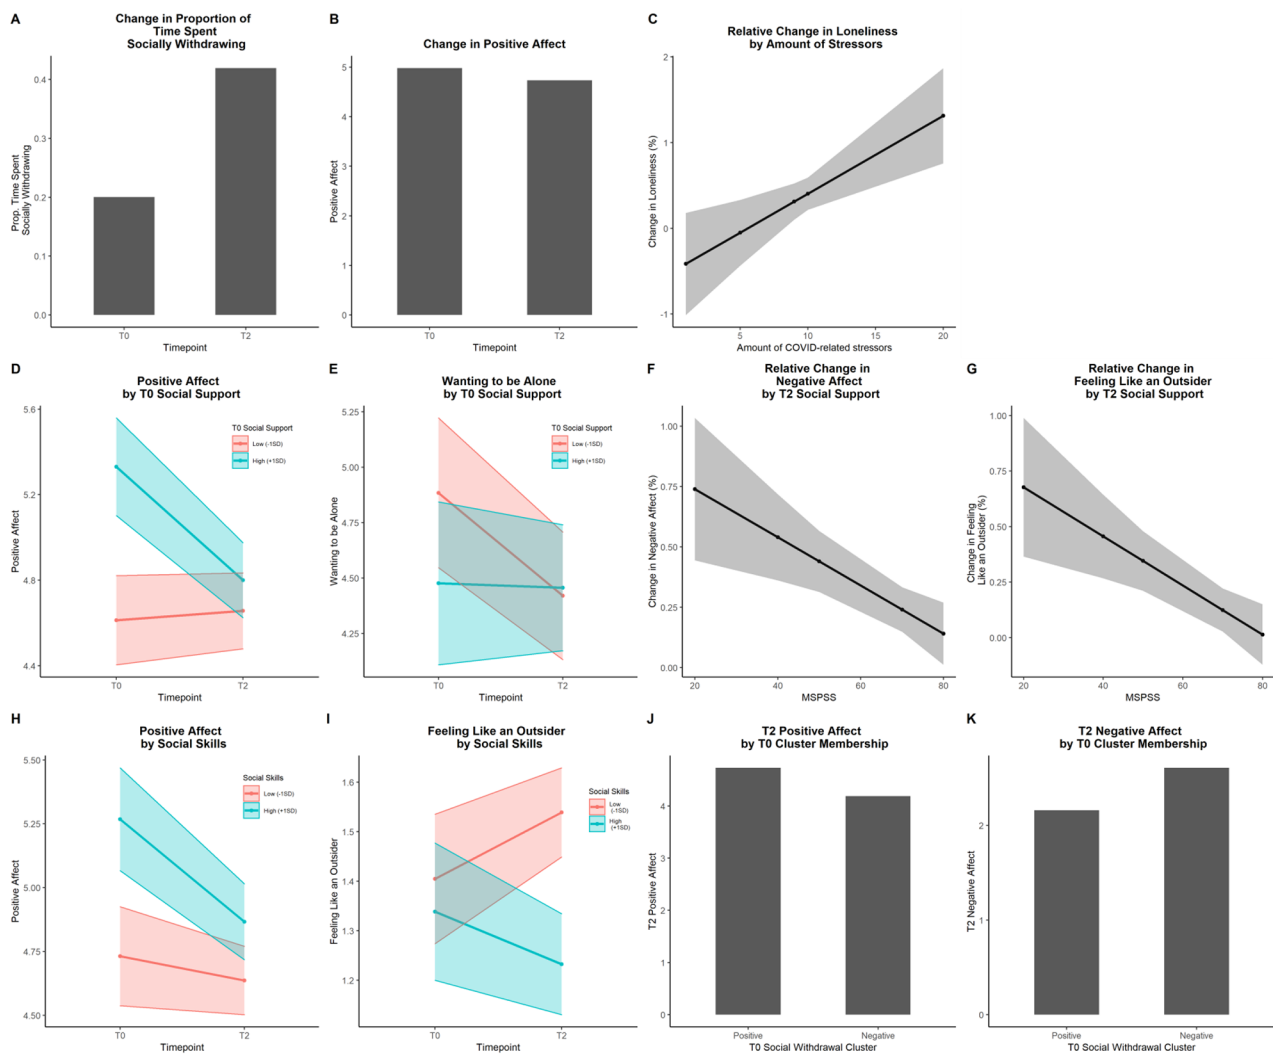 A
Change in Proportion of
Time Spent
Socially Withdrawing
Prop. Time Spent
Socially Withdrawing
0.4
0.3
0.2
0.1
0.0
T0
T2
Timepoint
B
Change in Positive Affect
Positive Affect
5
4
3
2
1
0
T0
T2
Timepoint
C
Relative Change in Loneliness
by Amount of Stressors
Change in Loneliness (%)
2
1
0
-1
5
10
15
20
Amount of COVID-related stressors
D
Positive Affect
by T0 Social Support
Positive Affect
5.6
5.2
4.8
4.4
T0 Social Support
Low (-1SD)
High (+1SD)
T0
T2
Timepoint
E
Wanting to be Alone
by T0 Social Support
Wanting to be Alone
5.25
5.00
4.75
4.50
4.25
T0 Social Support
Low (-1SD)
High (+1SD)
T0
T2
Timepoint
F
Relative Change in
Negative Affect
by T2 Social Support
Change in Negative Affect (%)
1.00
0.75
0.50
0.25
0.00
20
40
60
80
MSPSS
G
Relative Change in
Feeling Like an Outsider
by T2 Social Support
Change in Feeling
Like an Outsider (%)
1.00
0.75
0.50
0.25
0.00
20
40
60
80
MSPSS
H
Positive Affect
by Social Skills
Positive Affect
5.50
5.25
5.00
4.75
4.50
Social Skills
Low (-1SD)
High (+1SD)
T0
T2
Timepoint
I
Feeling Like an Outsider
by Social Skills
Feeling Like an Outsider
1.6
1.5
1.4
1.3
1.2
Social Skills
Low
(-1SD)
High
(+1SD)
T0
T2
Timepoint
J
T2 Positive Affect
by T0 Cluster Membership
T2 Positive Affect
4
3
2
1
0
Positive
Negative
T0 Social Withdrawal Cluster
K
T2 Negative Affect
by T0 Cluster Membership
T2 Negative Affect
2
1
0
Positive
Negative
T0 Social Withdrawal Cluster